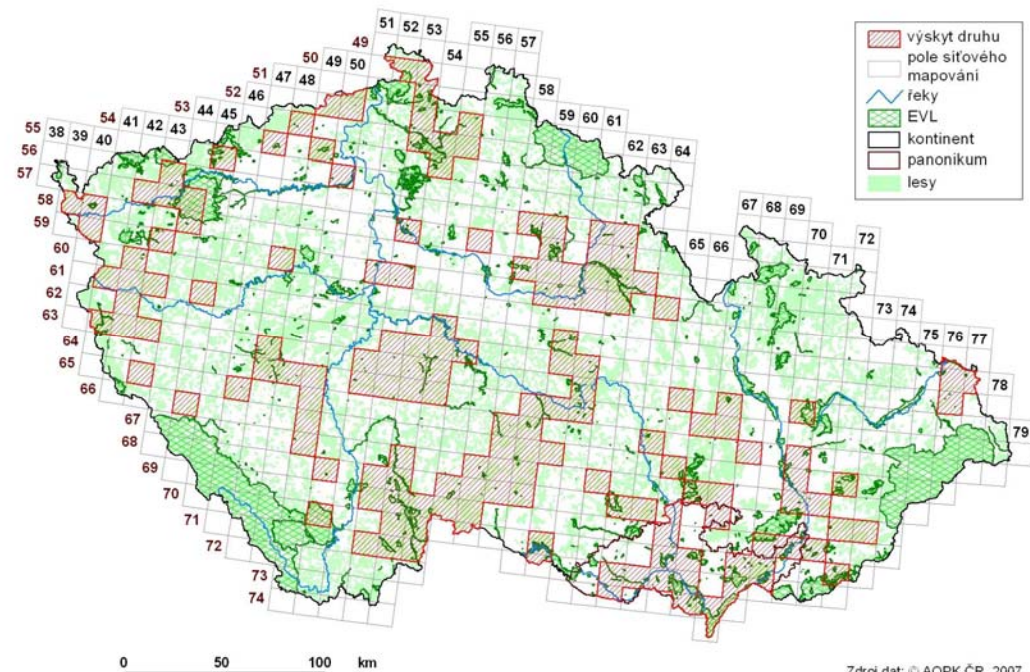 51 52 53
55 56 57
49
54
50
49 50
51
47 48
58
52
46
59 60 61
53
44 45
62 63 64
54
41 42 43
55
38 39 40
56
57
67 68 69
58
70
59
65 66
71 72
60
61
62
73 74
63
75 76 77
64
65
78
66
79
67
68
69
70
71
72
73
74
výskyt druhu
pole síťového
mapování
řeky
EVL
kontinent
panonikum
lesy
0 50 100 km
Zdroj dat: © AOPK ČR, 2007